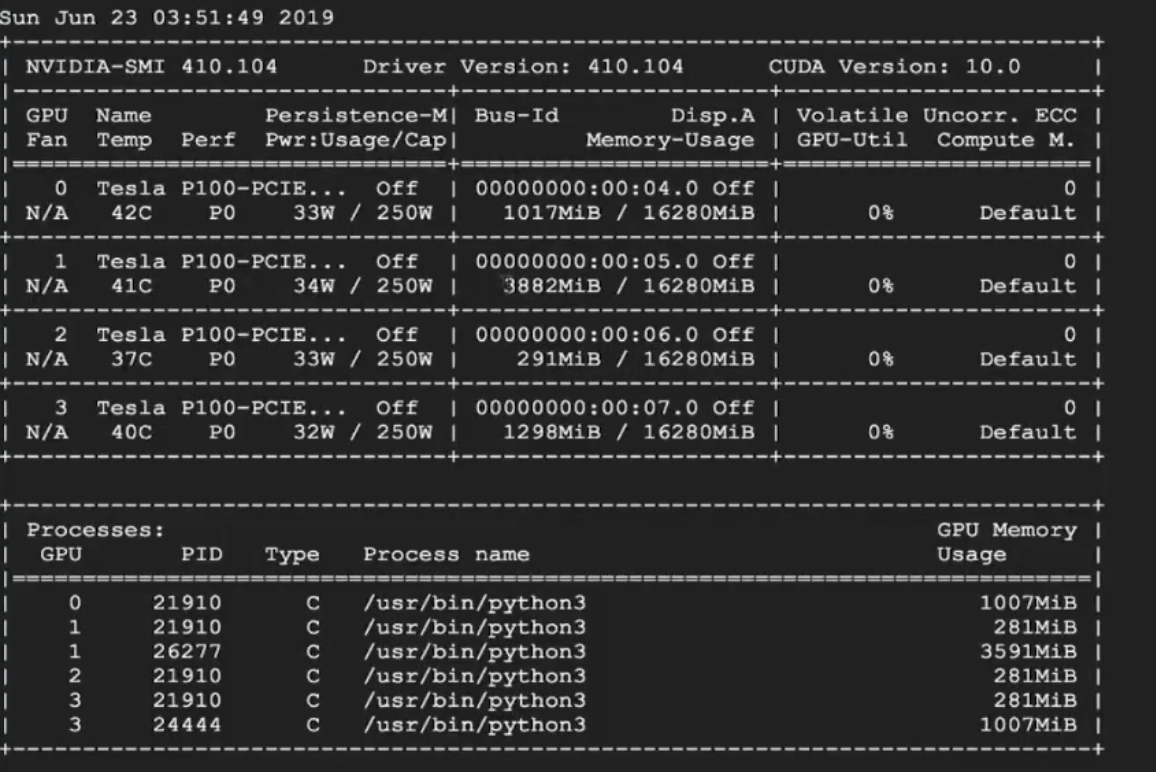 Sun Jun 23 03:51:49 2019
+-----------------------------------------------------------------------------+
| NVIDIA-SMI 410.104      Driver Version: 410.104      CUDA Version: 10.0     |
|-------------------------------+----------------------+----------------------+
| GPU  Name        Persistence-M| Bus-Id        Disp.A | Volatile Uncorr. ECC |
| Fan  Temp  Perf  Pwr:Usage/Cap|         Memory-Usage | GPU-Util  Compute M. |
|===============================+======================+======================|
|   0  Tesla P100-PCIE...  Off  | 00000000:00:04.0 Off |                    0 |
| N/A   42C    P0    33W / 250W |   1017MiB / 16280MiB |      0%      Default |
+-------------------------------+----------------------+----------------------+
|   1  Tesla P100-PCIE...  Off  | 00000000:00:05.0 Off |                    0 |
| N/A   41C    P0    34W / 250W |   3882MiB / 16280MiB |      0%      Default |
+-------------------------------+----------------------+----------------------+
|   2  Tesla P100-PCIE...  Off  | 00000000:00:06.0 Off |                    0 |
| N/A   37C    P0    33W / 250W |    291MiB / 16280MiB |      0%      Default |
+-------------------------------+----------------------+----------------------+
|   3  Tesla P100-PCIE...  Off  | 00000000:00:07.0 Off |                    0 |
| N/A   40C    P0    32W / 250W |   1298MiB / 16280MiB |      0%      Default |
+-------------------------------+----------------------+----------------------+
+-----------------------------------------------------------------------------+
| Processes:                                                       GPU Memory |
|  GPU       PID   Type   Process name                             Usage      |
|=============================================================================|
|    0     21910      C   /usr/bin/python3                            1007MiB |
|    1     21910      C   /usr/bin/python3                             281MiB |
|    1     26277      C   /usr/bin/python3                            3591MiB |
|    2     21910      C   /usr/bin/python3                             281MiB |
|    3     21910      C   /usr/bin/python3                             281MiB |
|    3     24444      C   /usr/bin/python3                            1007MiB |
+-----------------------------------------------------------------------------+